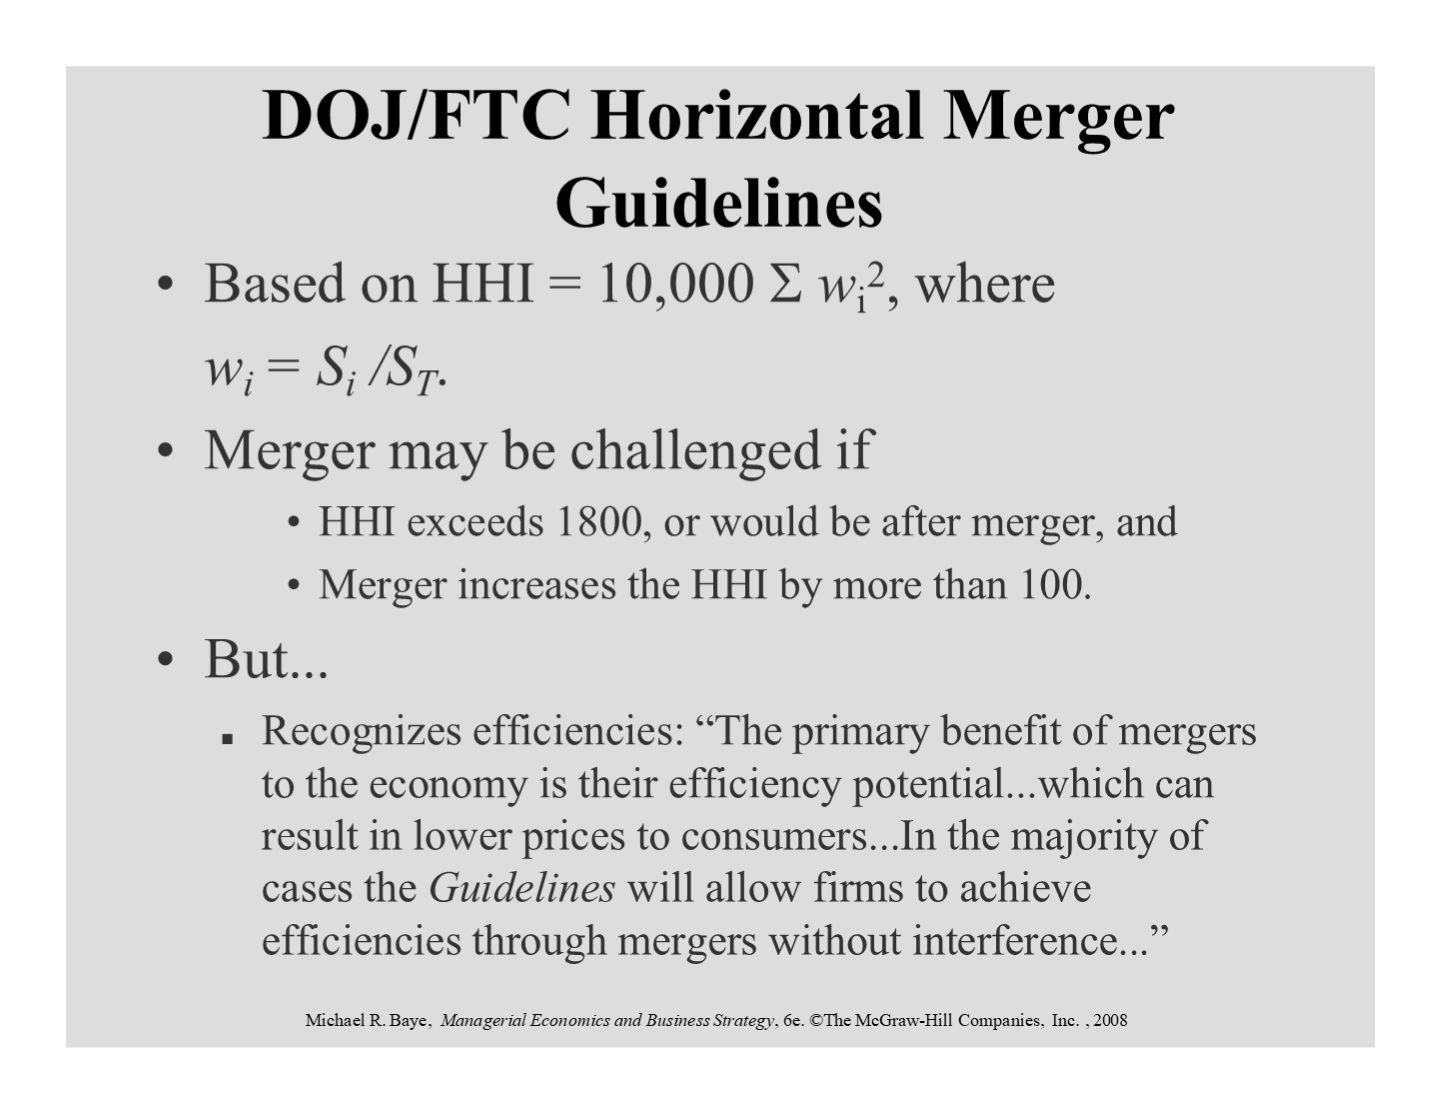 DOJ/FTC Horizontal Merger
Guidelines
• Based on HHI = 10,000 Σ wᵢ², where
wᵢ = Sᵢ /S_T.
• Merger may be challenged if
• HHI exceeds 1800, or would be after merger, and
• Merger increases the HHI by more than 100.
• But...
▪ Recognizes efficiencies: “The primary benefit of mergers
to the economy is their efficiency potential...which can
result in lower prices to consumers...In the majority of
cases the Guidelines will allow firms to achieve
efficiencies through mergers without interference...”
Michael R. Baye, Managerial Economics and Business Strategy, 6e. ©The McGraw-Hill Companies, Inc. , 2008